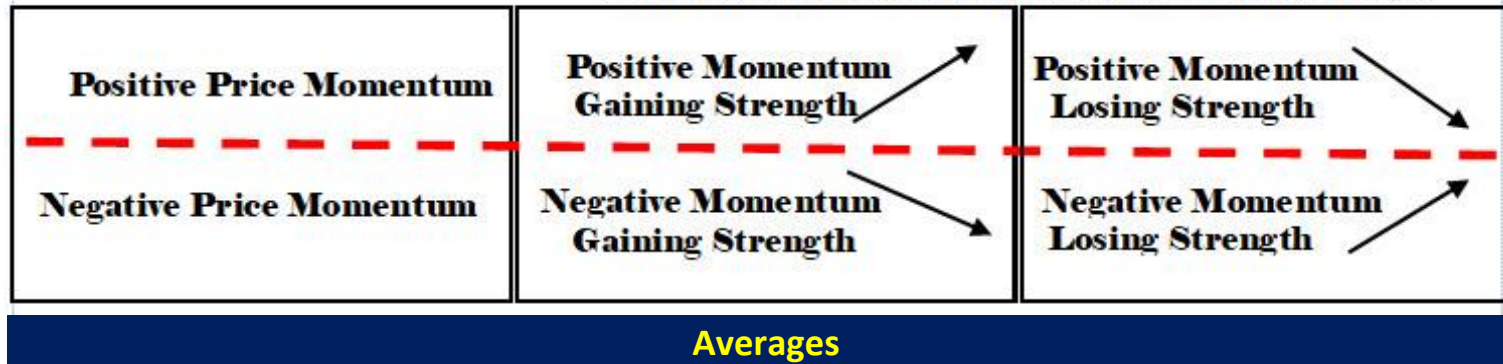 Positive Price Momentum
Negative Price Momentum
Positive Momentum
Gaining Strength
Negative Momentum
Gaining Strength
Positive Momentum
Losing Strength
Negative Momentum
Losing Strength
Averages